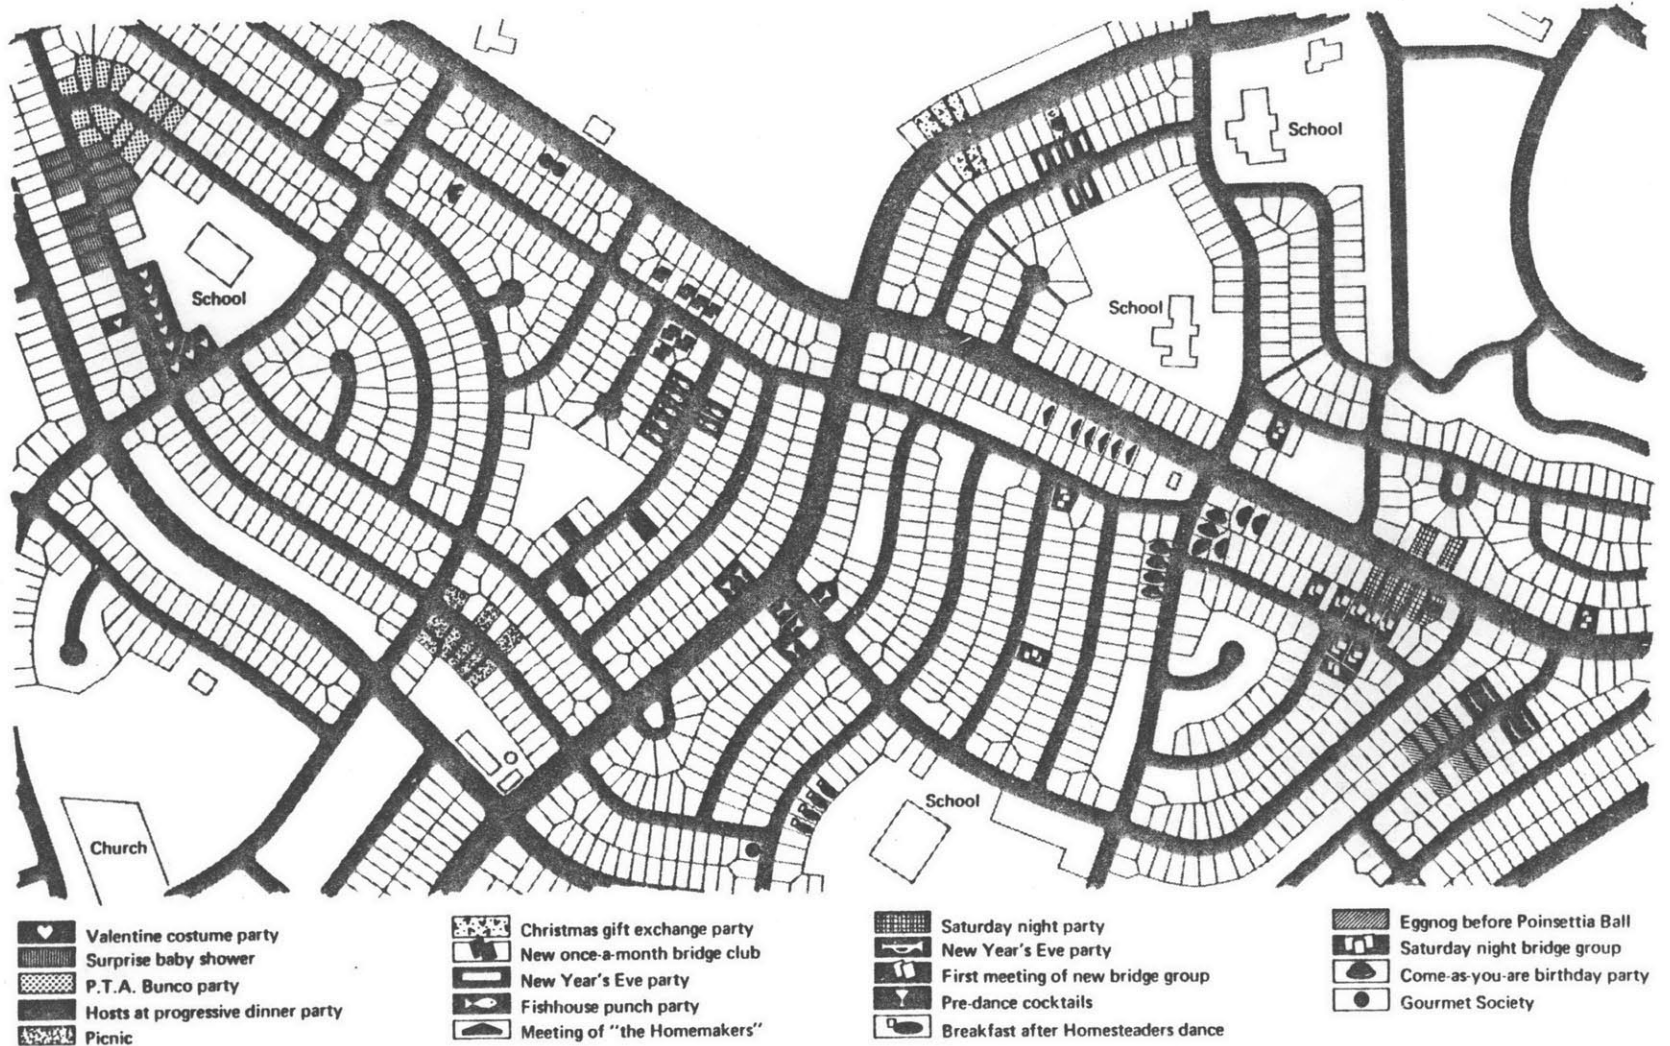 School
School
School
School
Church
Valentine costume party
Surprise baby shower
P.T.A. Bunco party
Hosts at progressive dinner party
Picnic
Christmas gift exchange party
New once-a-month bridge club
New Year's Eve party
Fishhouse punch party
Meeting of "the Homemakers"
Saturday night party
New Year's Eve party
First meeting of new bridge group
Pre-dance cocktails
Breakfast after Homesteaders dance
Eggnog before Poinsettia Ball
Saturday night bridge group
Come-as-you-are birthday party
Gourmet Society